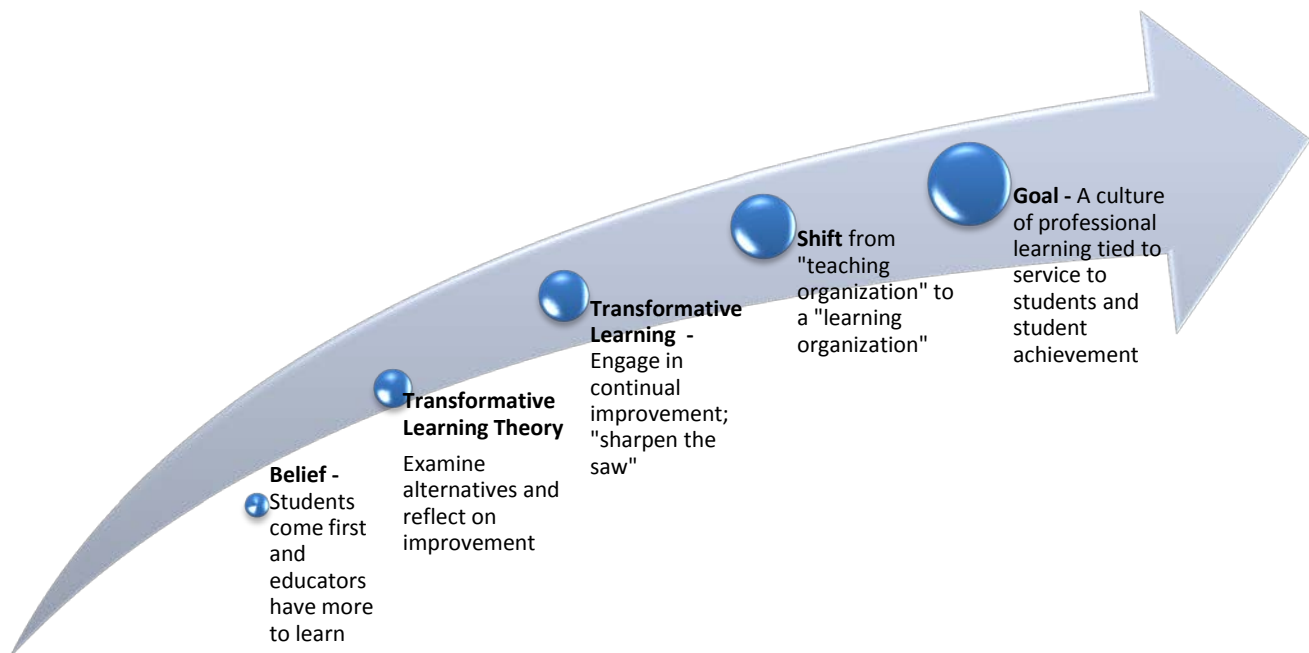 Belief -
Students
come first
and
educators
have more
to learn
Transformative
Learning Theory
Examine
alternatives and
reflect on
improvement
Transformative
Learning -
Engage in
continual
improvement;
"sharpen the
saw"
Shift from
"teaching
organization" to
a "learning
organization"
Goal - A culture
of professional
learning tied to
service to
students and
student
achievement